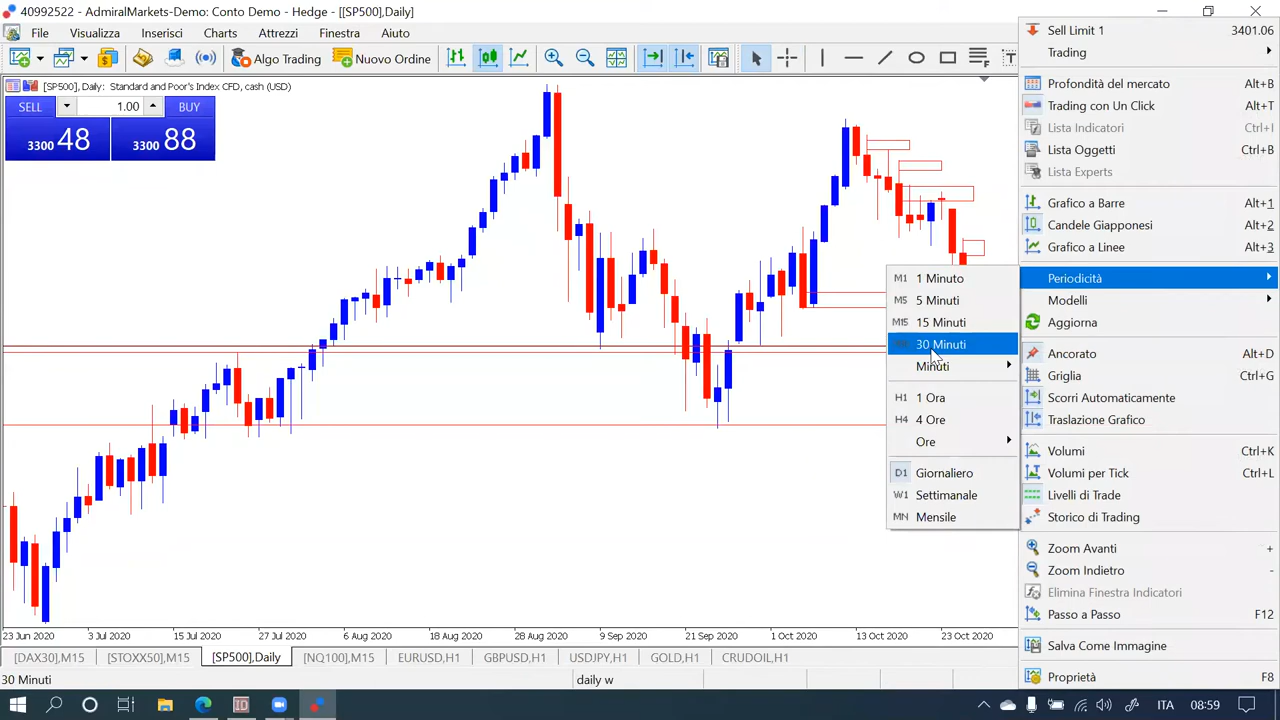 40992522 - AdmiralMarkets-Demo: Conto Demo - Hedge - [[SP500],Daily]
File Visualizza Inserisci Charts Attrezzi Finestra Aiuto
Algo Trading Nuovo Ordine
[SP500], Daily: Standard and Poor's Index CFD, cash (USD)
SELL 1.00 BUY
3300 48 3300 88
Sell Limit 1 3401.06
Trading
Profondità del mercato Alt+B
Trading con Un Click Alt+T
Lista Indicatori Ctrl+I
Lista Oggetti Ctrl+B
Lista Experts
Grafico a Barre Alt+1
Candele Giapponesi Alt+2
Grafico a Linee Alt+3
Periodicità
Modelli
Aggiorna
Ancorato Alt+D
Griglia Ctrl+G
Scorri Automaticamente
Traslazione Grafico
Volumi Ctrl+K
Volumi per Tick Ctrl+L
Livelli di Trade
Storico di Trading
Zoom Avanti +
Zoom Indietro -
Elimina Finestra Indicatori
Passo a Passo F12
Salva Come Immagine
Proprietà F8
M1 1 Minuto
M5 5 Minuti
M15 15 Minuti
30 Minuti
Minuti
H1 1 Ora
H4 4 Ore
Ore
D1 Giornaliero
W1 Settimanale
MN Mensile
23 Jun 2020 3 Jul 2020 15 Jul 2020 27 Jul 2020 6 Aug 2020 18 Aug 2020 28 Aug 2020 9 Sep 2020 21 Sep 2020 1 Oct 2020 13 Oct 2020 23 Oct 2020
[DAX30],M15 [STOXX50],M15 [SP500],Daily [NQ100],M15 EURUSD,H1 GBPUSD,H1 USDJPY,H1 GOLD,H1 CRUDOIL,H1
30 Minuti daily w
ITA 08:59